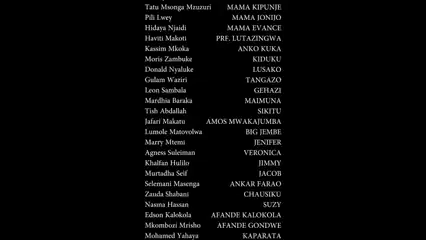 Tatu Msonga Mzuzuri MAMA KIPUNJE
Pili Lwey MAMA JONIJO
Hidaya Njaidi MAMA EVANCE
Haviti Makoti PRF. LUTAZINGWA
Kassim Mkoka ANKO KUKA
Moris Zambuke KIDUKU
Donald Nyaluke LUSAKO
Gulam Waziri TANGAZO
Leon Sambala GEHAZI
Mardhia Baraka MAIMUNA
Tish Abdallah SIKITU
Jafari Makatu AMOS MWAKAJUMBA
Lumole Matovolwa BIG JEMBE
Marry Mtemi JENIFER
Agness Suleiman VERONICA
Khalfan Hulilo JIMMY
Murtadha Seif JACOB
Selemani Masenga ANKAR FARAO
Zauda Shabani CHAUSIKU
Nasma Hassan SUZY
Edson Kalokola AFANDE KALOKOLA
Mkombozi Mrisho AFANDE GONDWE
Mohamed Yahaya KAPARATA